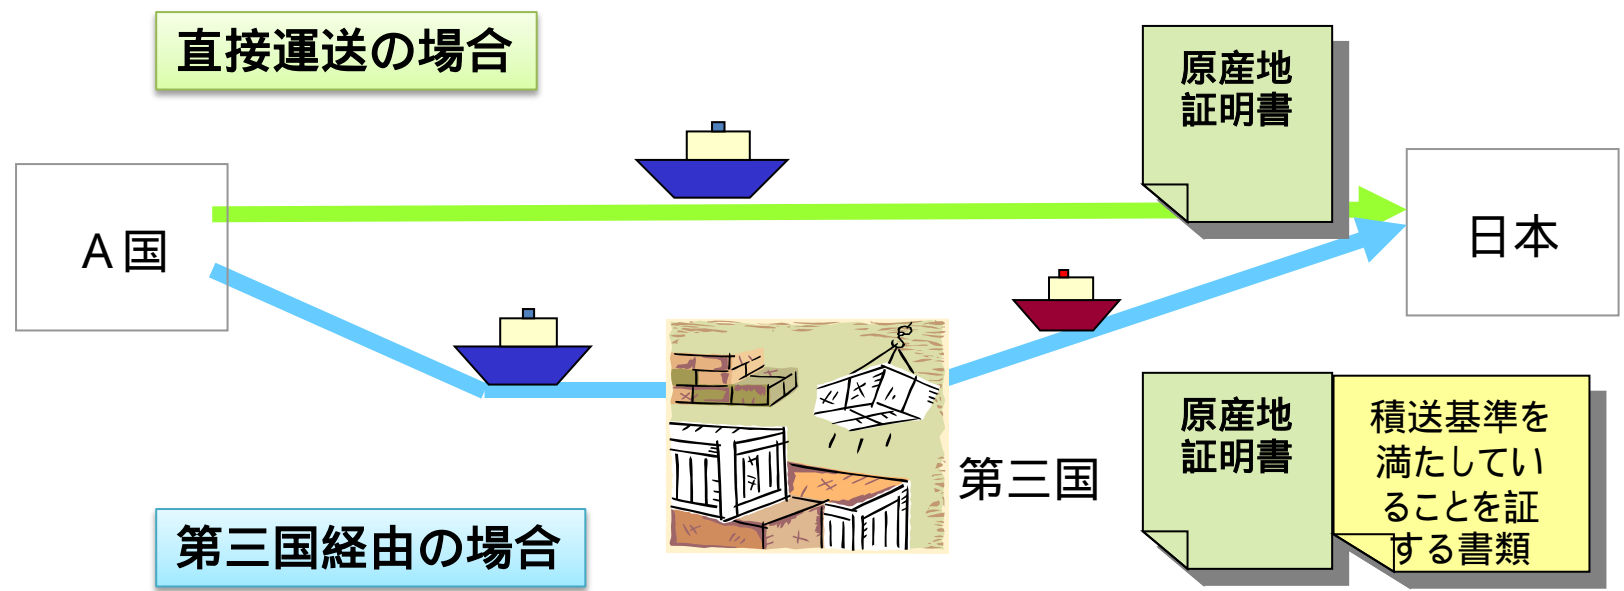 直接運送の場合
原産地
証明書
A国
日本
第三国
第三国経由の場合
原産地
証明書
積送基準を
満たしてい
ることを証
する書類